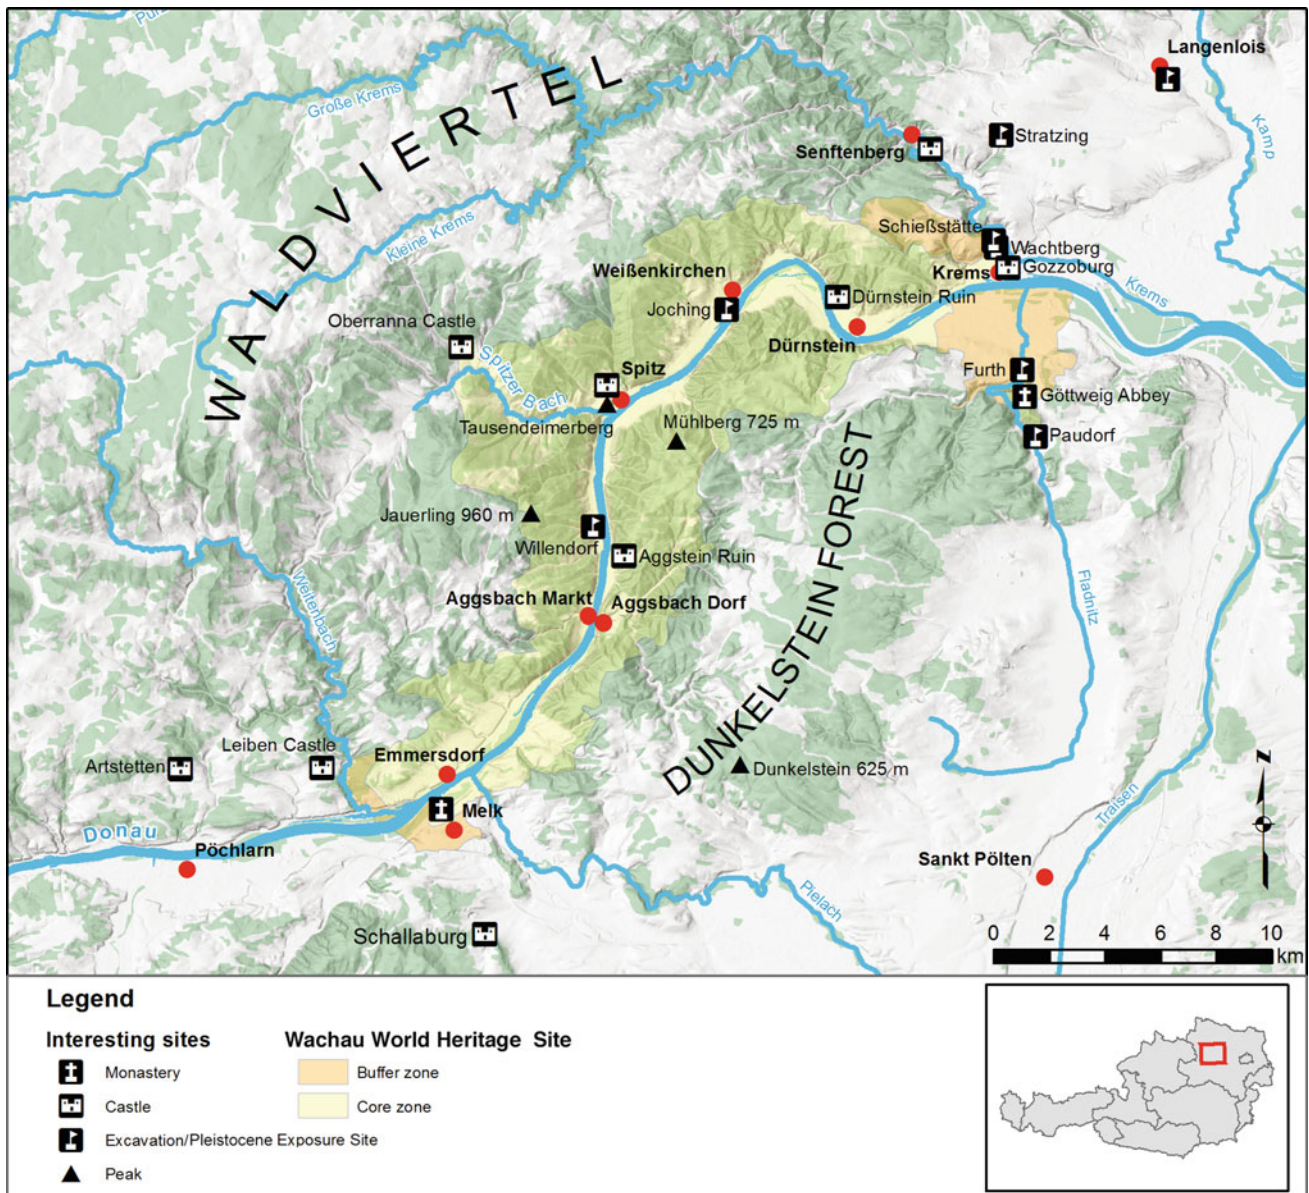 Langenlois
Große Krems
WALDVIERTEL
Kamp
Stratzing
Senftenberg
Kleine Krems
Schießstätte
Wachtberg
Weißenkirchen
Krems
Gozzoburg
Krems
Dürnstein Ruin
Joching
Oberranna Castle
Dürnstein
Spitzer Bach
Spitz
Furth
Göttweig Abbey
Tausendeimerberg
Mühlberg 725 m
Paudorf
DUNKELSTEIN FOREST
Jauerling 960 m
Willendorf
Aggstein Ruin
Weitenbach
Fladnitz
Aggsbach Markt
Aggsbach Dorf
Leiben Castle
Emmersdorf
Artstetten
Dunkelstein 625 m
Traisen
Melk
Donau
Pöchlarn
Sankt Pölten
Pielach
Schallaburg
z
0 2 4 6 8 10
km
Legend
Interesting sites
Monastery
Castle
Excavation/Pleistocene Exposure Site
Peak
Wachau World Heritage Site
Buffer zone
Core zone